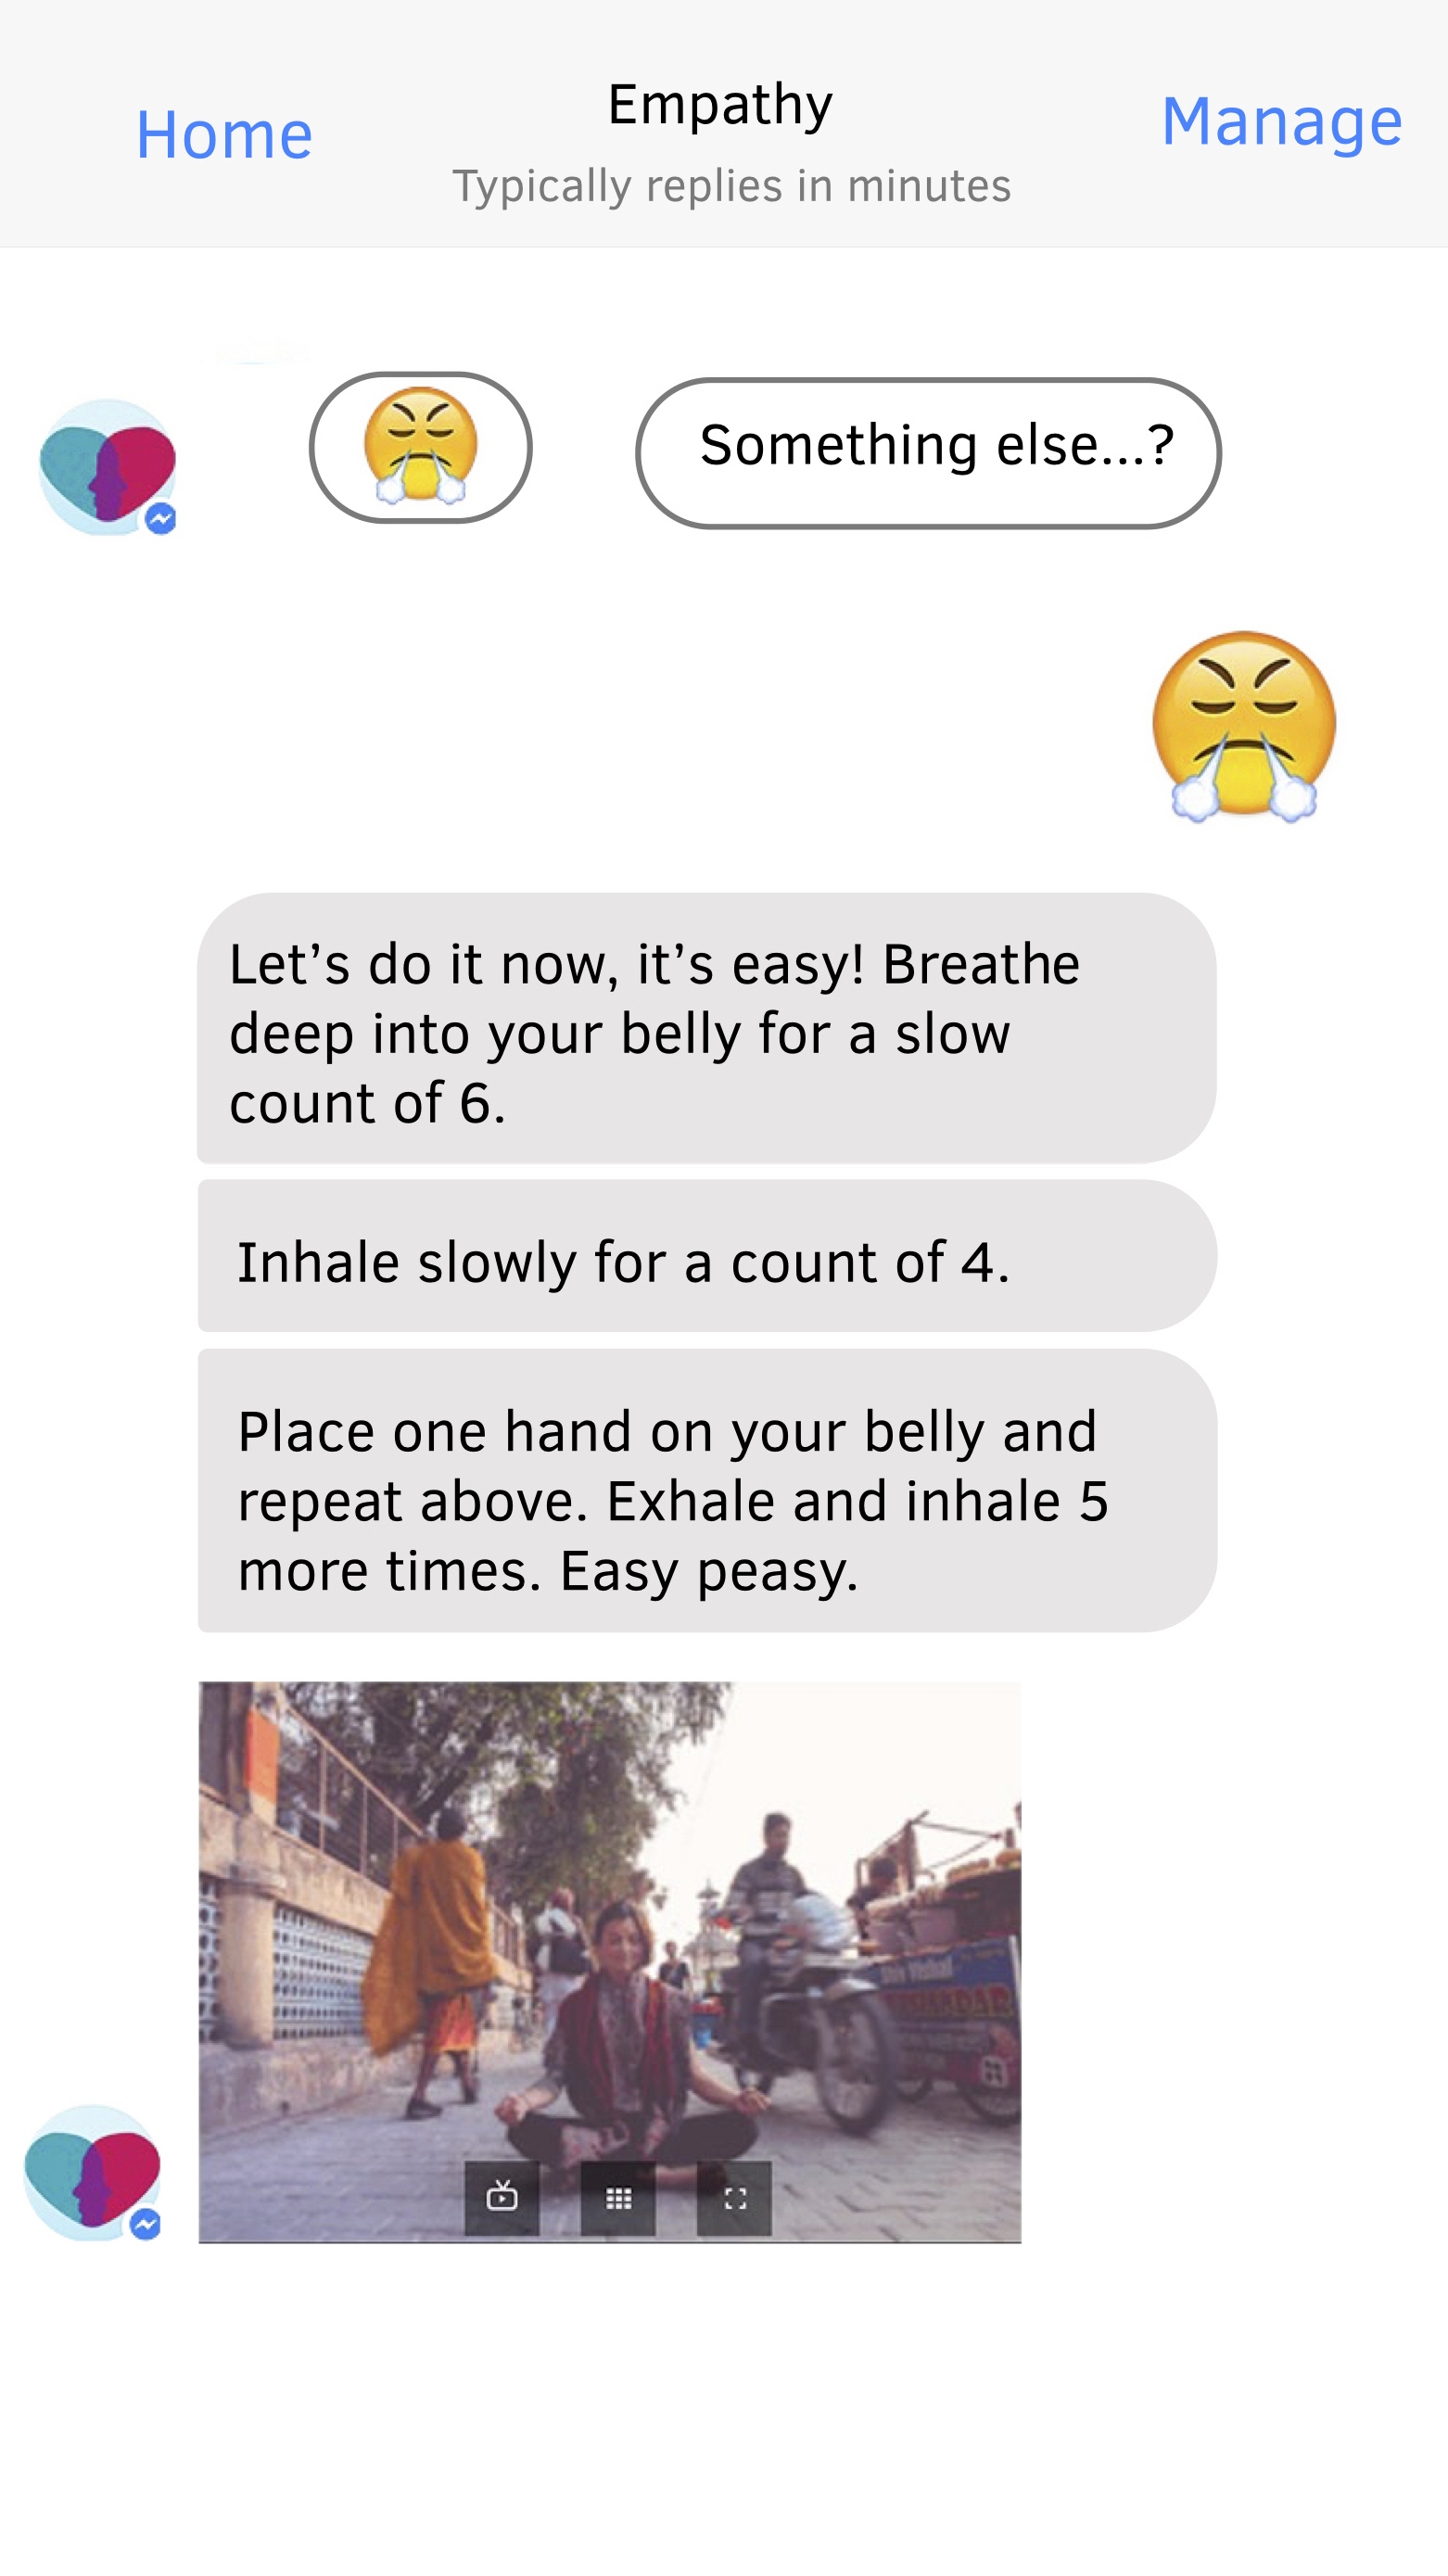 Home
Empathy
Manage
Typically replies in minutes
Something else...?
Let’s do it now, it’s easy! Breathe
deep into your belly for a slow
count of 6.
Inhale slowly for a count of 4.
Place one hand on your belly and
repeat above. Exhale and inhale 5
more times. Easy peasy.